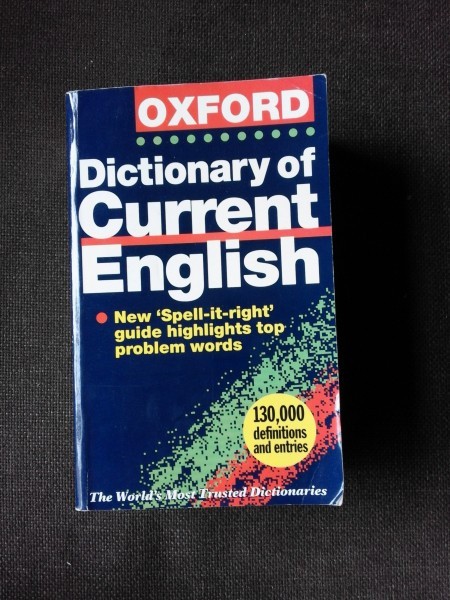 OXFORD
Dictionary of
Current
English
New 'Spell-it-right'
guide highlights top
problem words
130,000
definitions
and entries
The World's Most Trusted Dictionaries